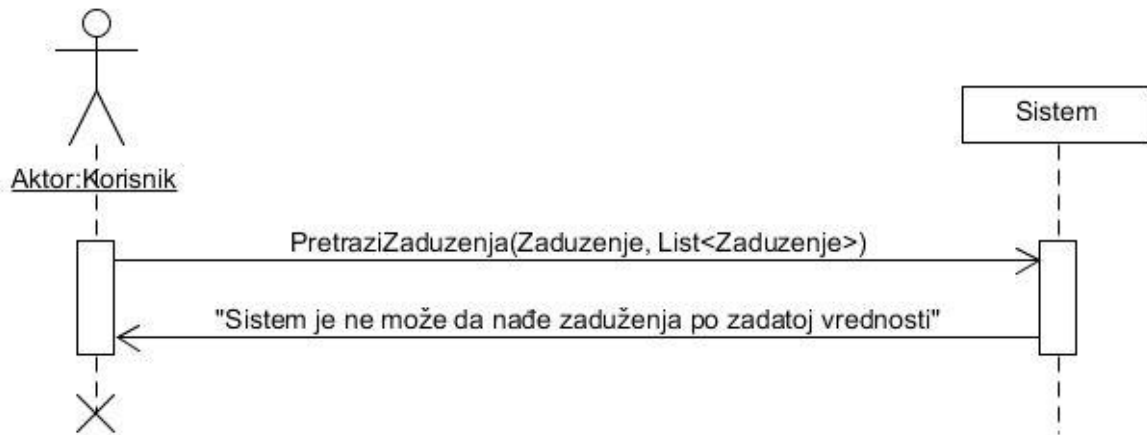 Sistem
Aktor:Korisnik
PretraziZaduzenja(Zaduzenje, List<Zaduzenje>)
"Sistem je ne može da nađe zaduženja po zadatoj vrednosti"